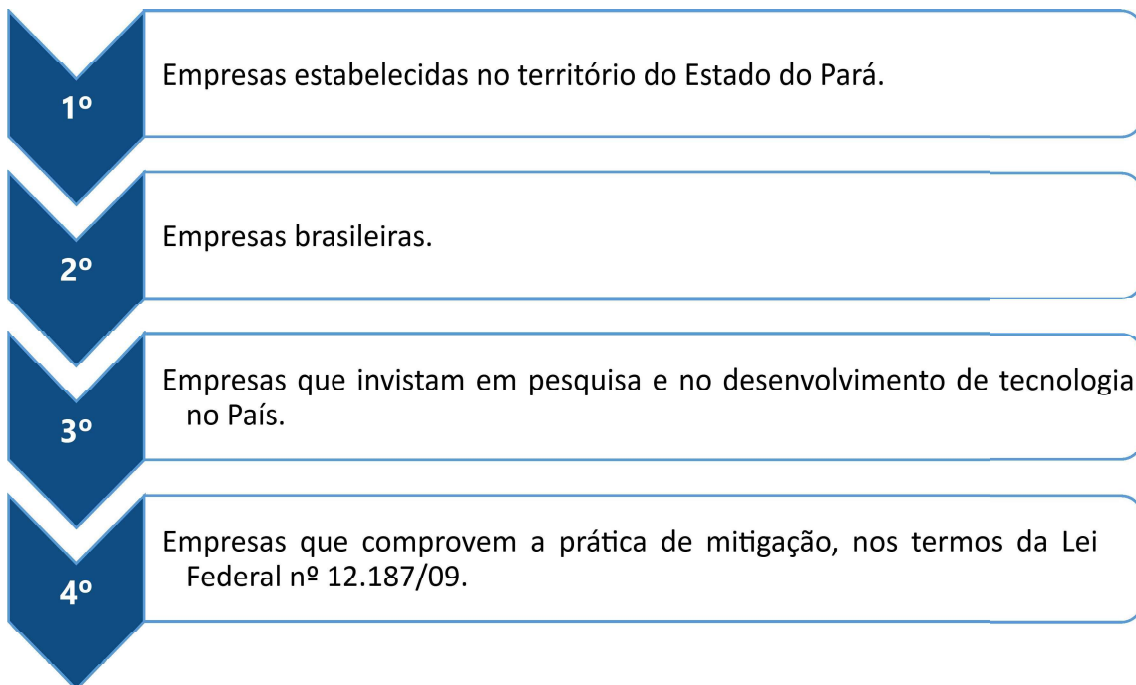 1º
Empresas estabelecidas no território do Estado do Pará.
2º
Empresas brasileiras.
3º
Empresas que invistam em pesquisa e no desenvolvimento de tecnologia
no País.
4º
Empresas que comprovem a prática de mitigação, nos termos da Lei
Federal nº 12.187/09.